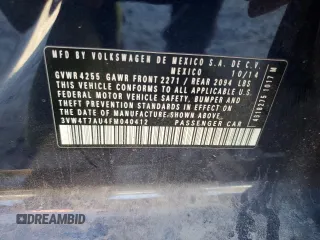 MFD.BY VOLKSWAGEN DE MEXICO S.A. DE C.V.
MEXICO 10/14
GVWR 4255 GAWR FRONT 2271 / REAR 2094 LBS
THIS VEHICLE CONFORMS TO ALL APPLICABLE
FEDERAL MOTOR VEHICLE SAFETY, BUMPER AND
THEFT PREVENTION STANDARDS IN EFFECT ON
THE DATE OF MANUFACTURE SHOWN ABOVE.
3VW4T7AU4FM040412 PASSENGER CAR
DREAMBID